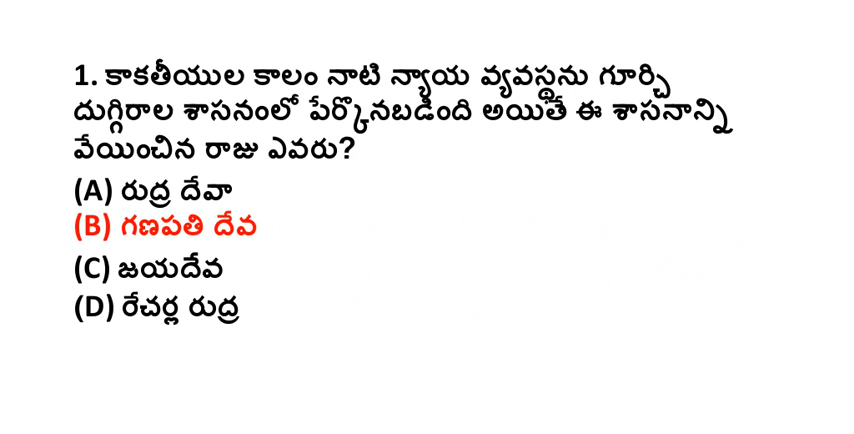 1. కాకతీయుల కాలం నాటి న్యాయ వ్యవస్థను గూర్చి
దుగ్గిరాల శాసనంలో పేర్కొనబడింది అయితే ఈ శాసనాన్ని
వేయించిన రాజు ఎవరు?
(A) రుద్ర దేవా
(B) గణపతి దేవ
(C) జయదేవ
(D) రేచర్ల రుద్ర